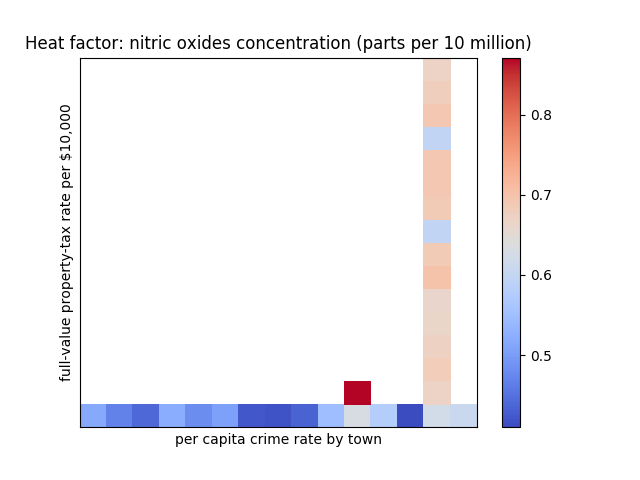 Heat factor: nitric oxides concentration (parts per 10 million)
full-value property-tax rate per $10,000
per capita crime rate by town
0.8
0.7
0.6
0.5